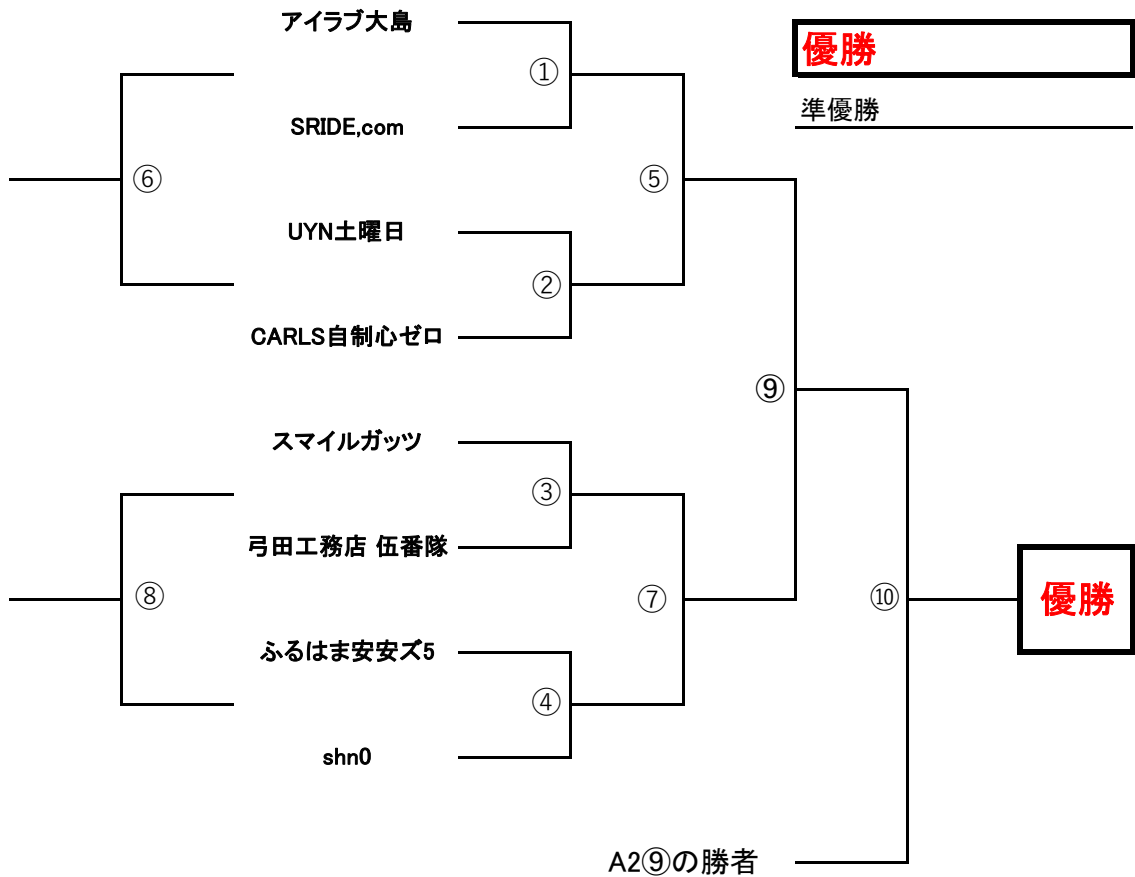 アイラブ大島
優勝
①
準優勝
SRIDE,com
⑥
⑤
UYN土曜日
②
CARLS自制心ゼロ
⑨
スマイルガッツ
③
弓田工務店 伍番隊
⑧
⑦
⑩
優勝
ふるはま安安ズ5
④
shn0
A2⑨の勝者